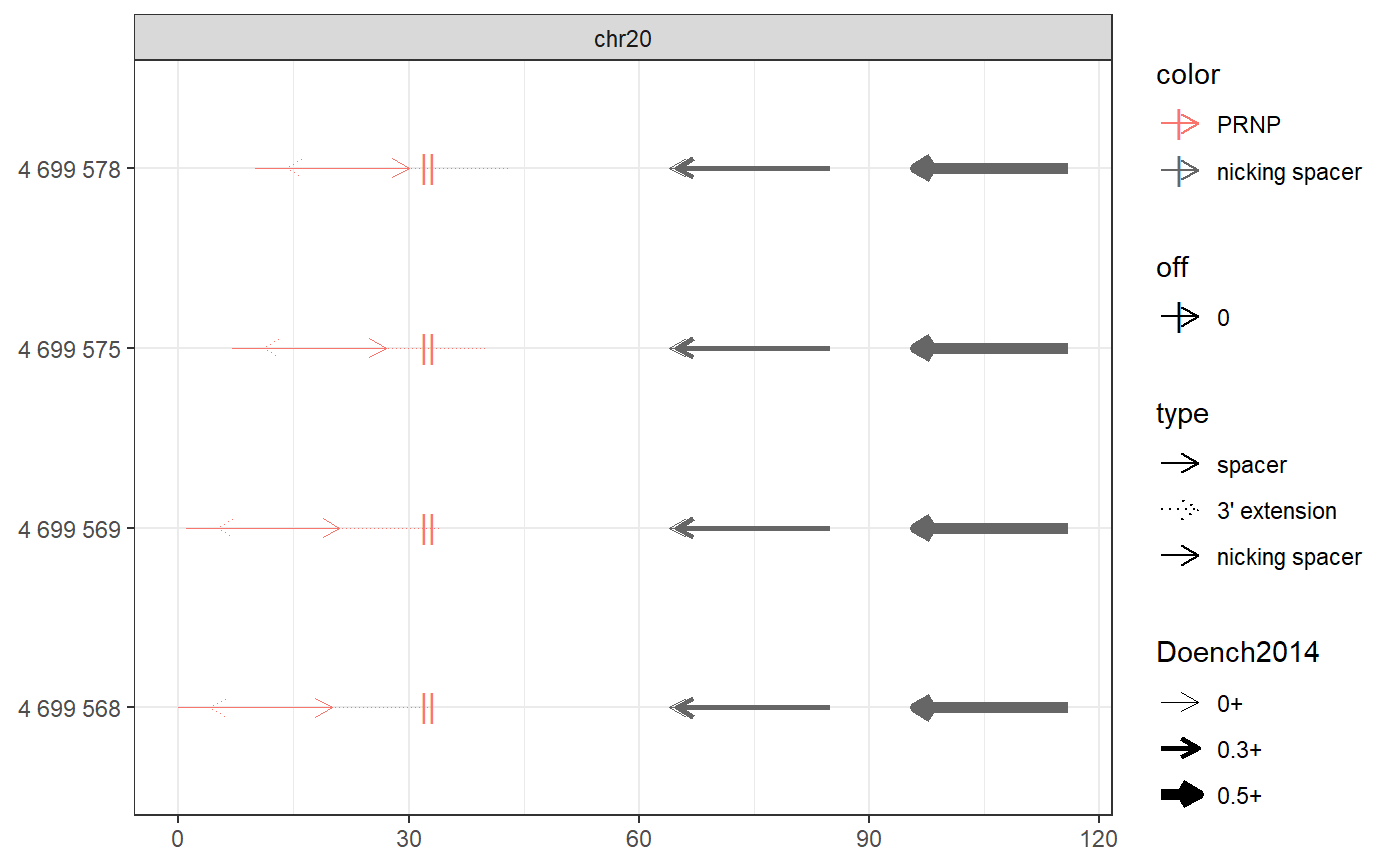 chr20
4 699 578
4 699 575
4 699 569
4 699 568
0 30 60 90 120
color
PRNP
nicking spacer
off
0
type
spacer
3' extension
nicking spacer
Doench2014
0+
0.3+
0.5+